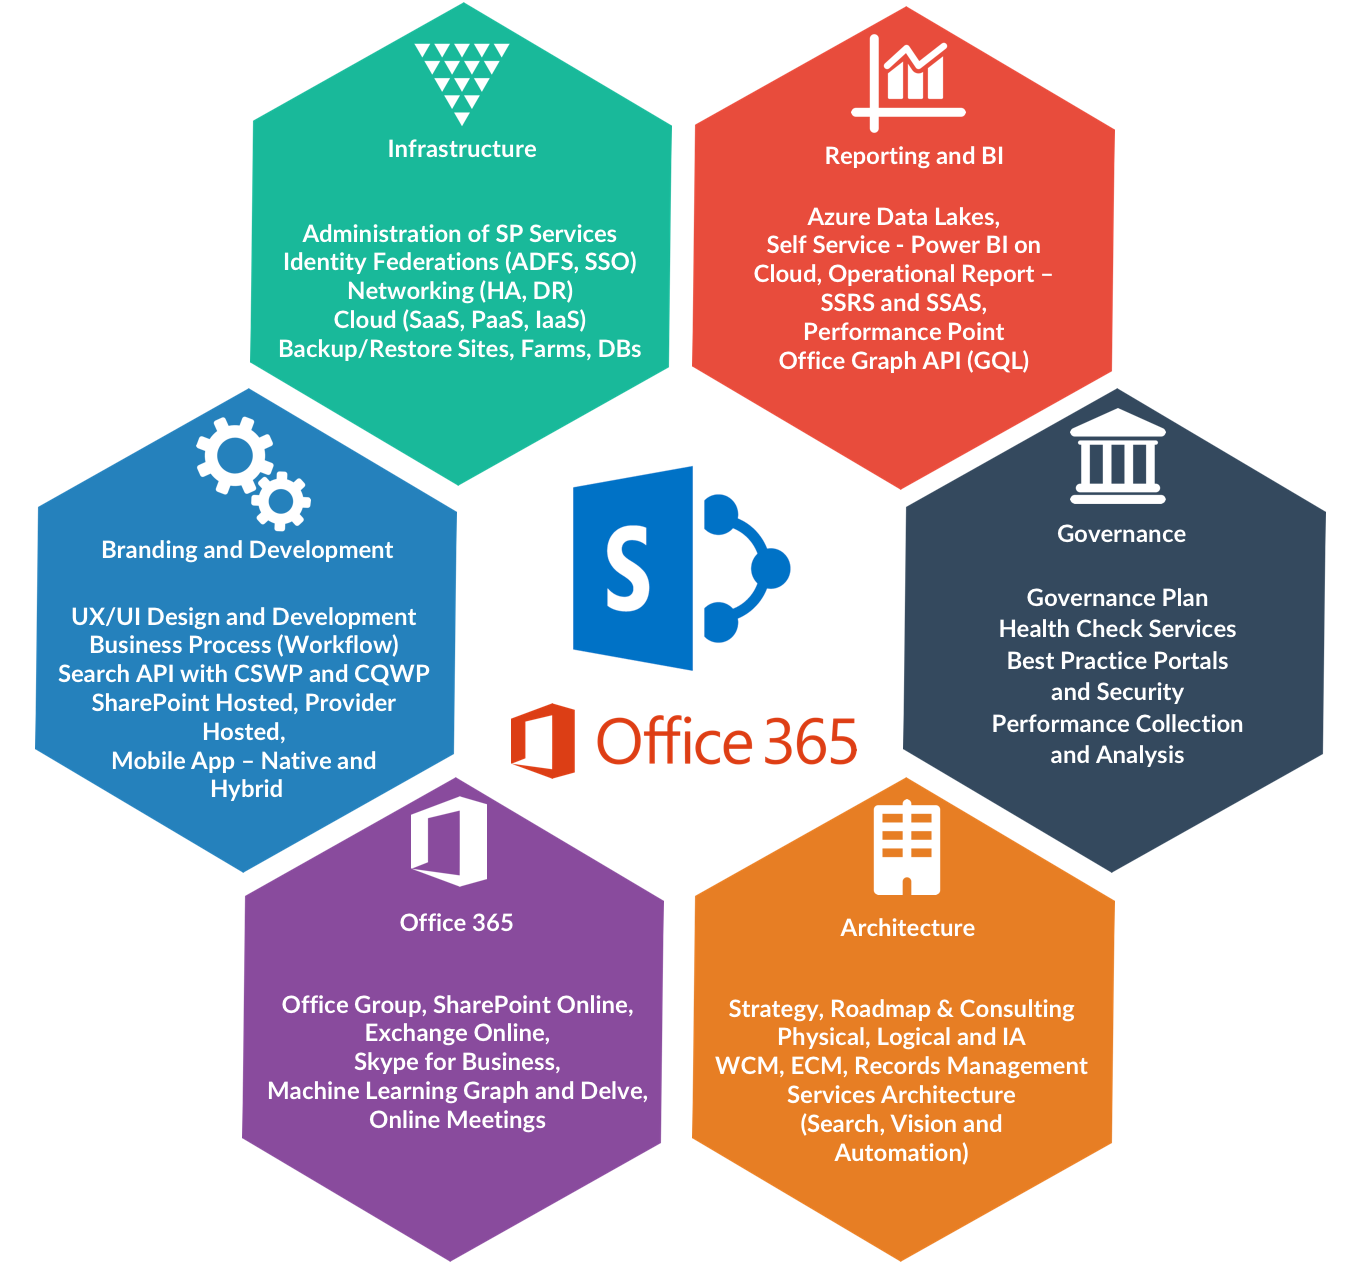 Infrastructure
Administration of SP Services
Identity Federations (ADFS, SSO)
Networking (HA, DR)
Cloud (SaaS, PaaS, IaaS)
Backup/Restore Sites, Farms, DBs
Reporting and BI
Azure Data Lakes,
Self Service - Power BI on
Cloud, Operational Report –
SSRS and SSAS,
Performance Point
Office Graph API (GQL)
Branding and Development
UX/UI Design and Development
Business Process (Workflow)
Search API with CSWP and CQWP
SharePoint Hosted, Provider
Hosted,
Mobile App – Native and
Hybrid
S
Office 365
Governance
Governance Plan
Health Check Services
Best Practice Portals
and Security
Performance Collection
and Analysis
Office 365
Office Group, SharePoint Online,
Exchange Online,
Skype for Business,
Machine Learning Graph and Delve,
Online Meetings
Architecture
Strategy, Roadmap & Consulting
Physical, Logical and IA
WCM, ECM, Records Management
Services Architecture
(Search, Vision and
Automation)